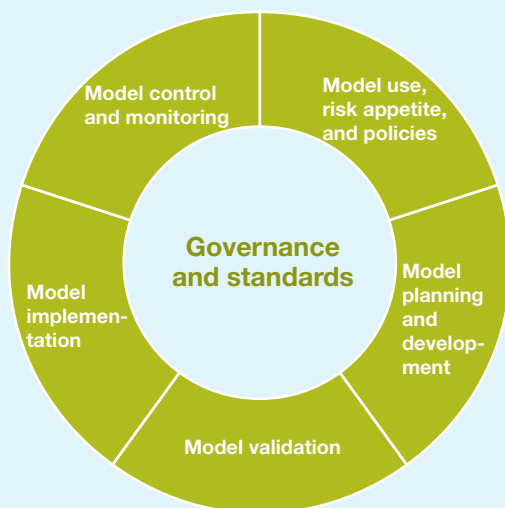 Model control
and monitoring
Model use,
risk appetite,
and policies
Governance
and standards
Model
planning
and
develop-
ment
Model
implemen-
tation
Model validation